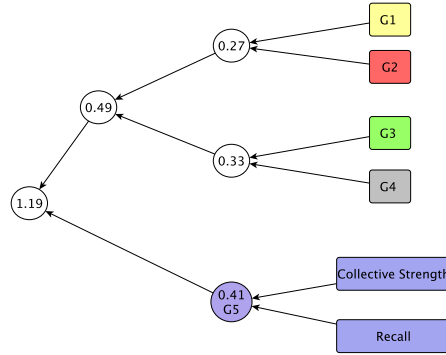 G1
0.27
G2
0.49
G3
0.33
G4
1.19
Collective Strength
0.41
G5
Recall